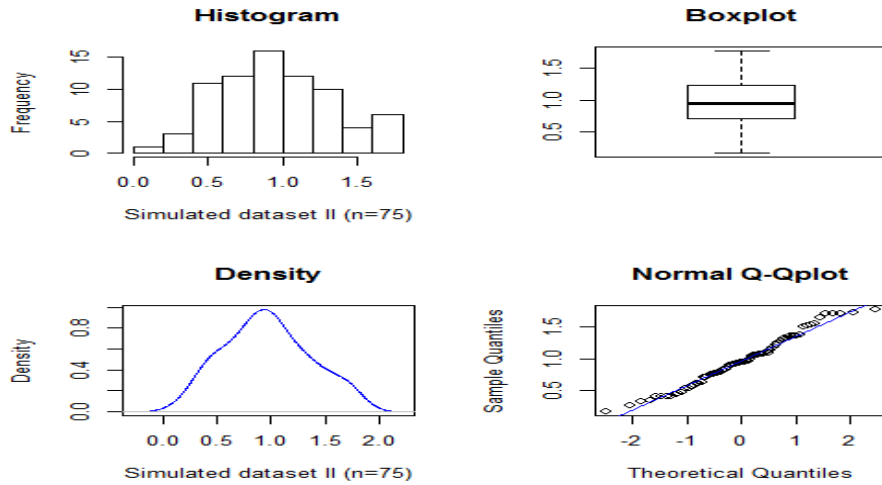 Histogram
Frequency
0 5 10 15
0.0 0.5 1.0 1.5
Simulated dataset II (n=75)
Boxplot
0.5 1.0 1.5
Density
Density
0.0 0.4 0.8
0.0 0.5 1.0 1.5 2.0
Simulated dataset II (n=75)
Normal Q-Qplot
Sample Quantiles
0.5 1.0 1.5
-2 -1 0 1 2
Theoretical Quantiles